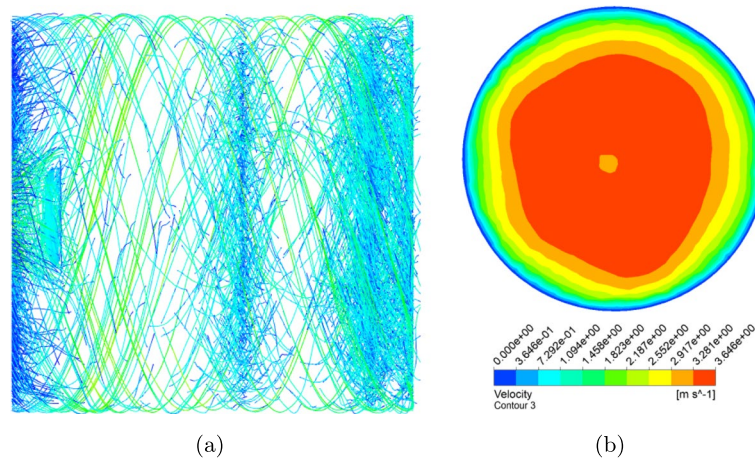 0.000e+00
3.646e-01
7.292e-01
1.094e+00
1.458e+00
1.823e+00
2.187e+00
2.552e+00
2.917e+00
3.281e+00
3.646e+00
Velocity [m s^-1]
Contour 3
(a) (b)